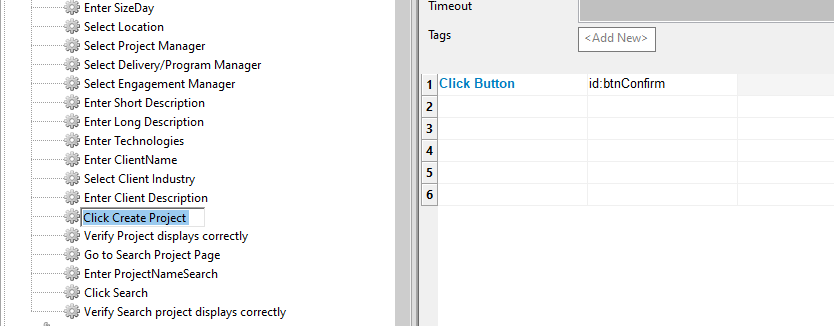 Enter SizeDay
Select Location
Select Project Manager
Select Delivery/Program Manager
Select Engagement Manager
Enter Short Description
Enter Long Description
Enter Technologies
Enter ClientName
Select Client Industry
Enter Client Description
Click Create Project
Verify Project displays correctly
Go to Search Project Page
Enter ProjectNameSearch
Click Search
Verify Search project displays correctly
Timeout
Tags <Add New>
1 Click Button id:btnConfirm
2
3
4
5
6